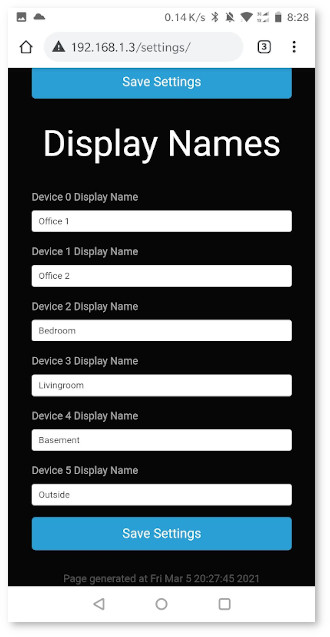 0.14 K/s 8:28
192.168.1.3/settings/ 3
Save Settings
Display Names
Device 0 Display Name
Office 1
Device 1 Display Name
Office 2
Device 2 Display Name
Bedroom
Device 3 Display Name
Livingroom
Device 4 Display Name
Basement
Device 5 Display Name
Outside
Save Settings
Page generated at Fri Mar 5 20:27:45 2021